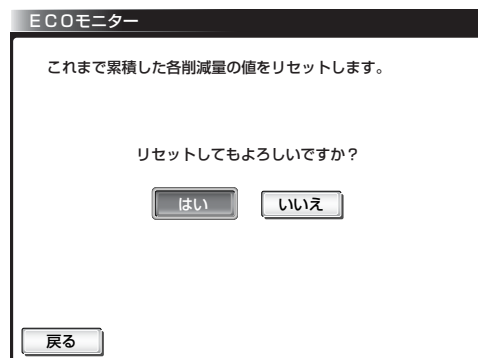 ＥＣＯモニター
これまで累積した各削減量の値をリセットします。
リセットしてもよろしいですか？
はい
いいえ
戻る